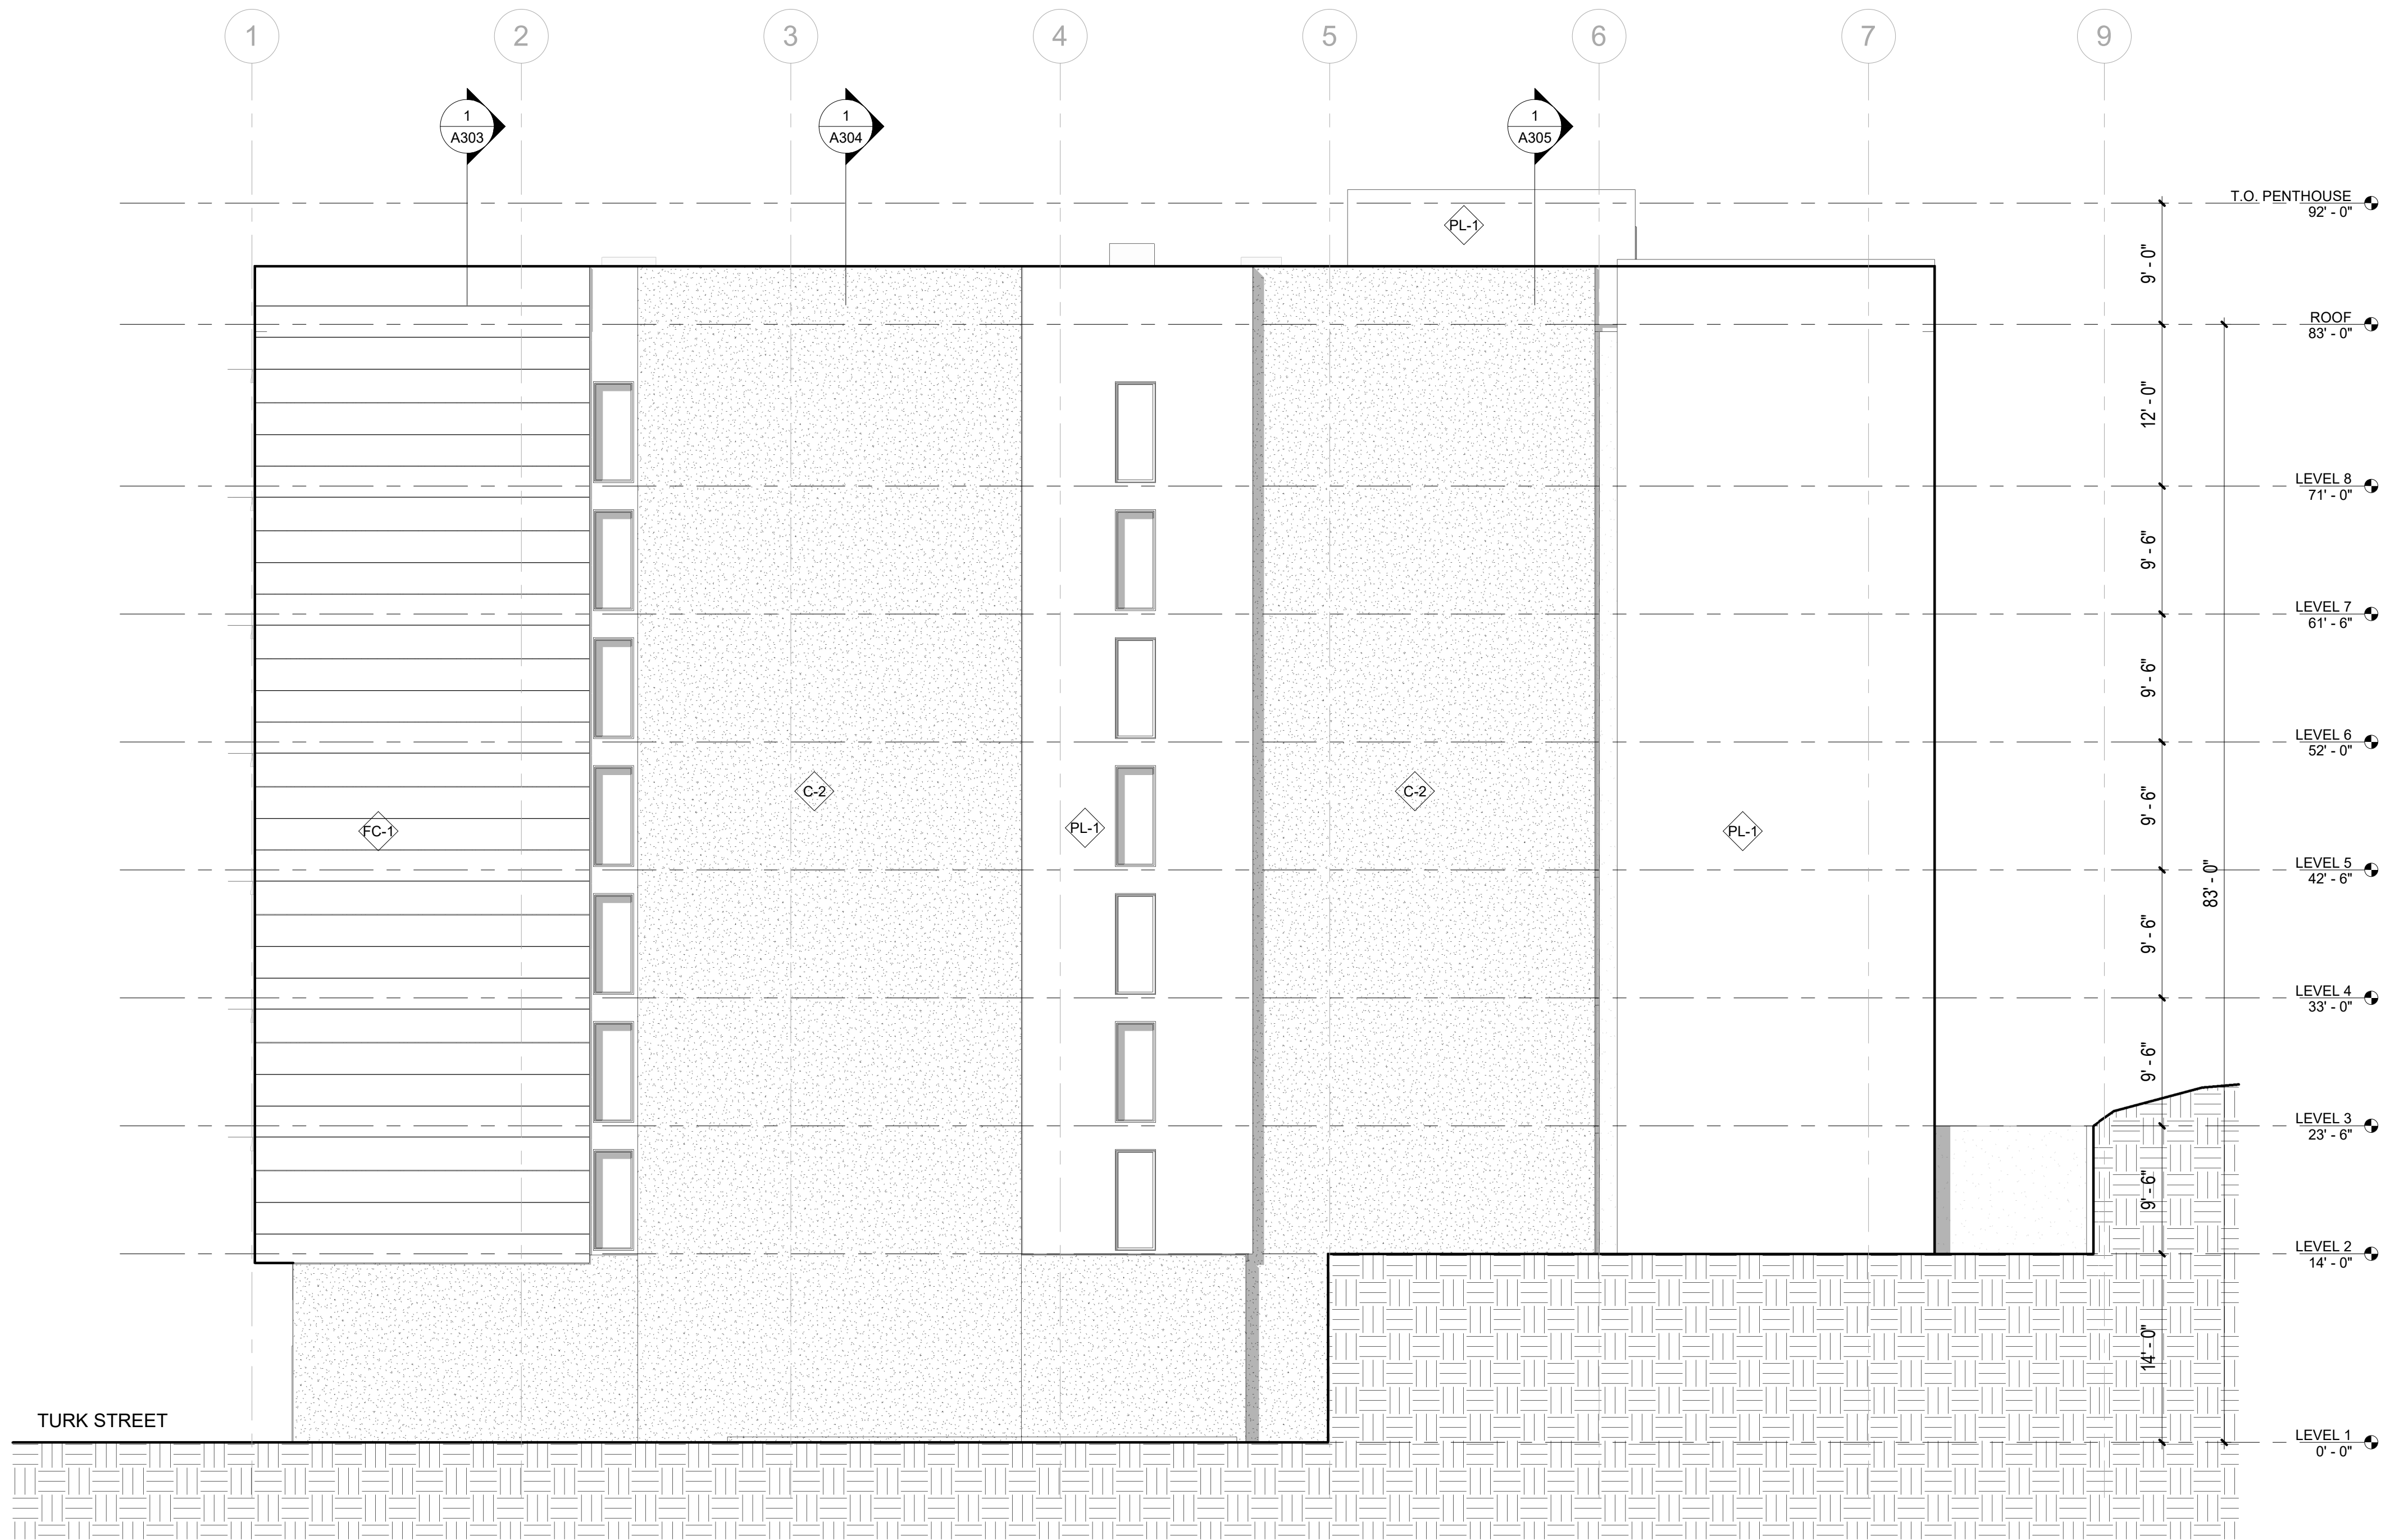 1
2
3
4
5
6
7
9
1
A303
1
A304
1
A305
T.O. PENTHOUSE
92' - 0"
PL-1
9' - 0"
ROOF
83' - 0"
12' - 0"
LEVEL 8
71' - 0"
9' - 6"
LEVEL 7
61' - 6"
9' - 6"
LEVEL 6
52' - 0"
C-2
C-2
9' - 6"
FC-1
PL-1
PL-1
LEVEL 5
42' - 6"
83' - 0"
9' - 6"
LEVEL 4
33' - 0"
9' - 6"
LEVEL 3
23' - 6"
9' - 6"
LEVEL 2
14' - 0"
14' - 0"
TURK STREET
LEVEL 1
0' - 0"